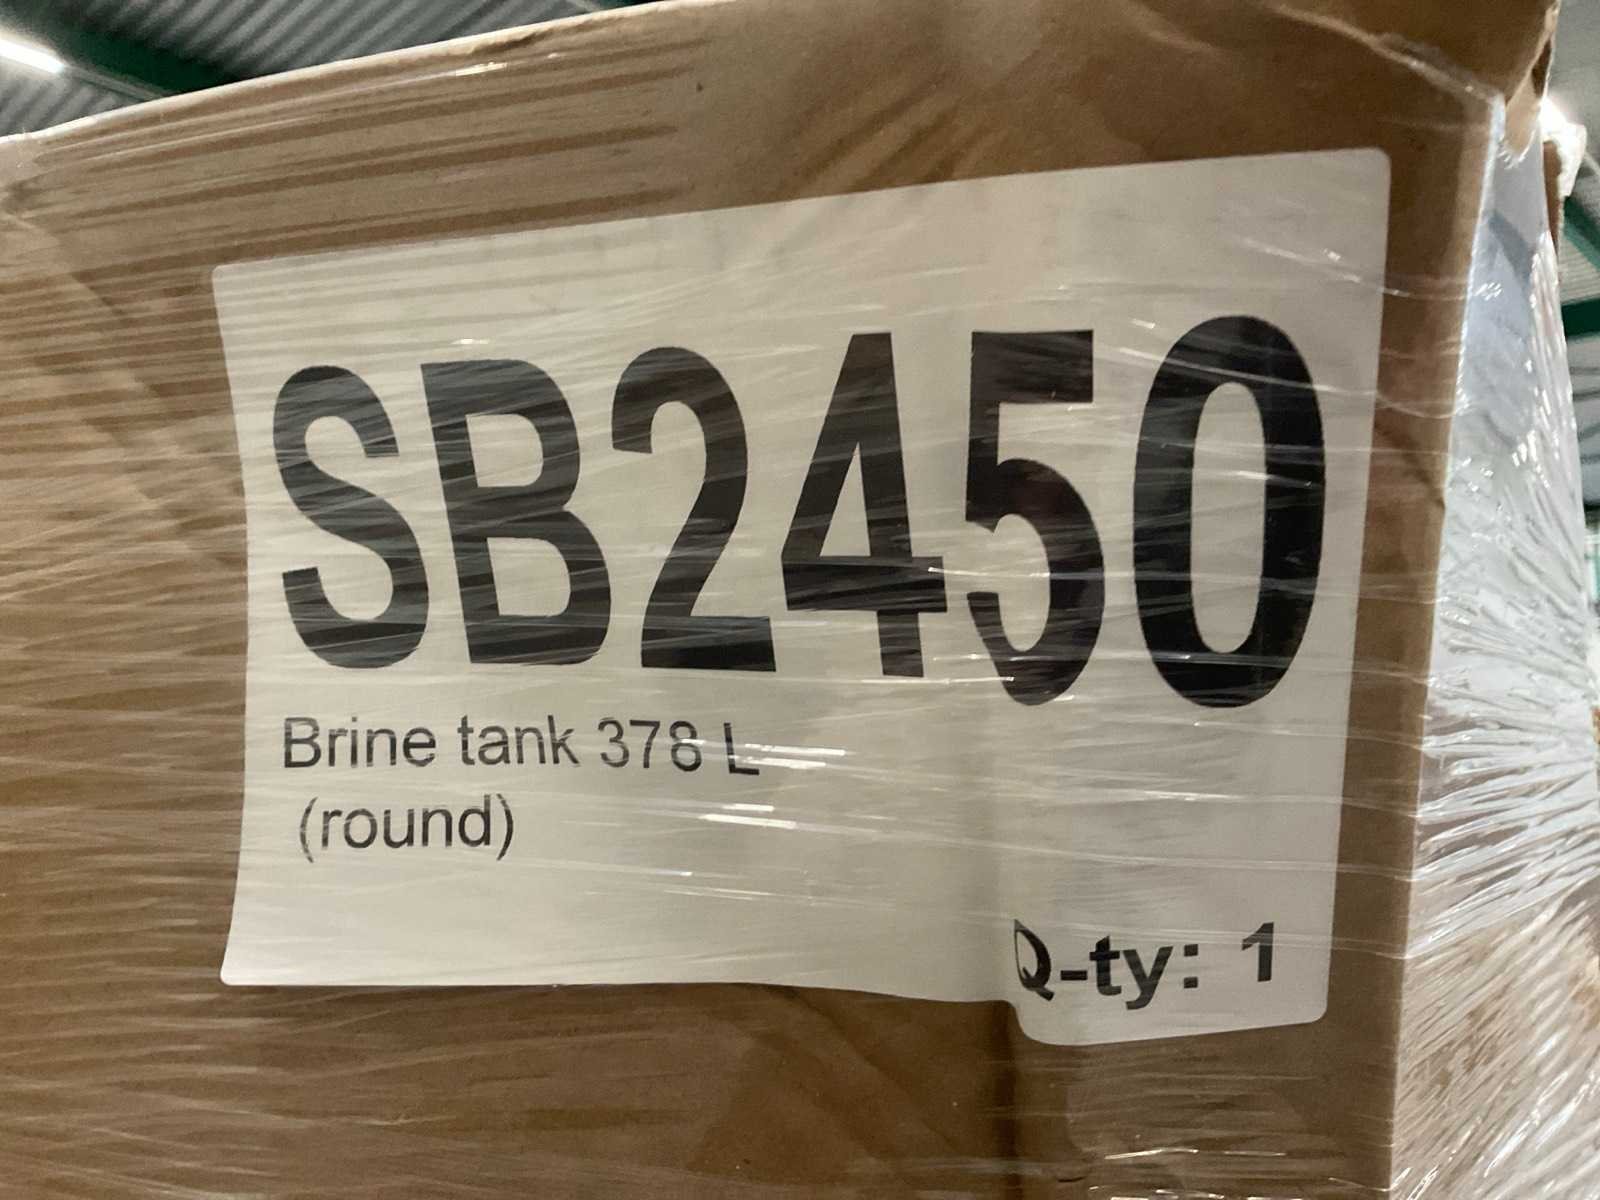 SB2450
Brine tank 378 L
(round)
Q-ty: 1